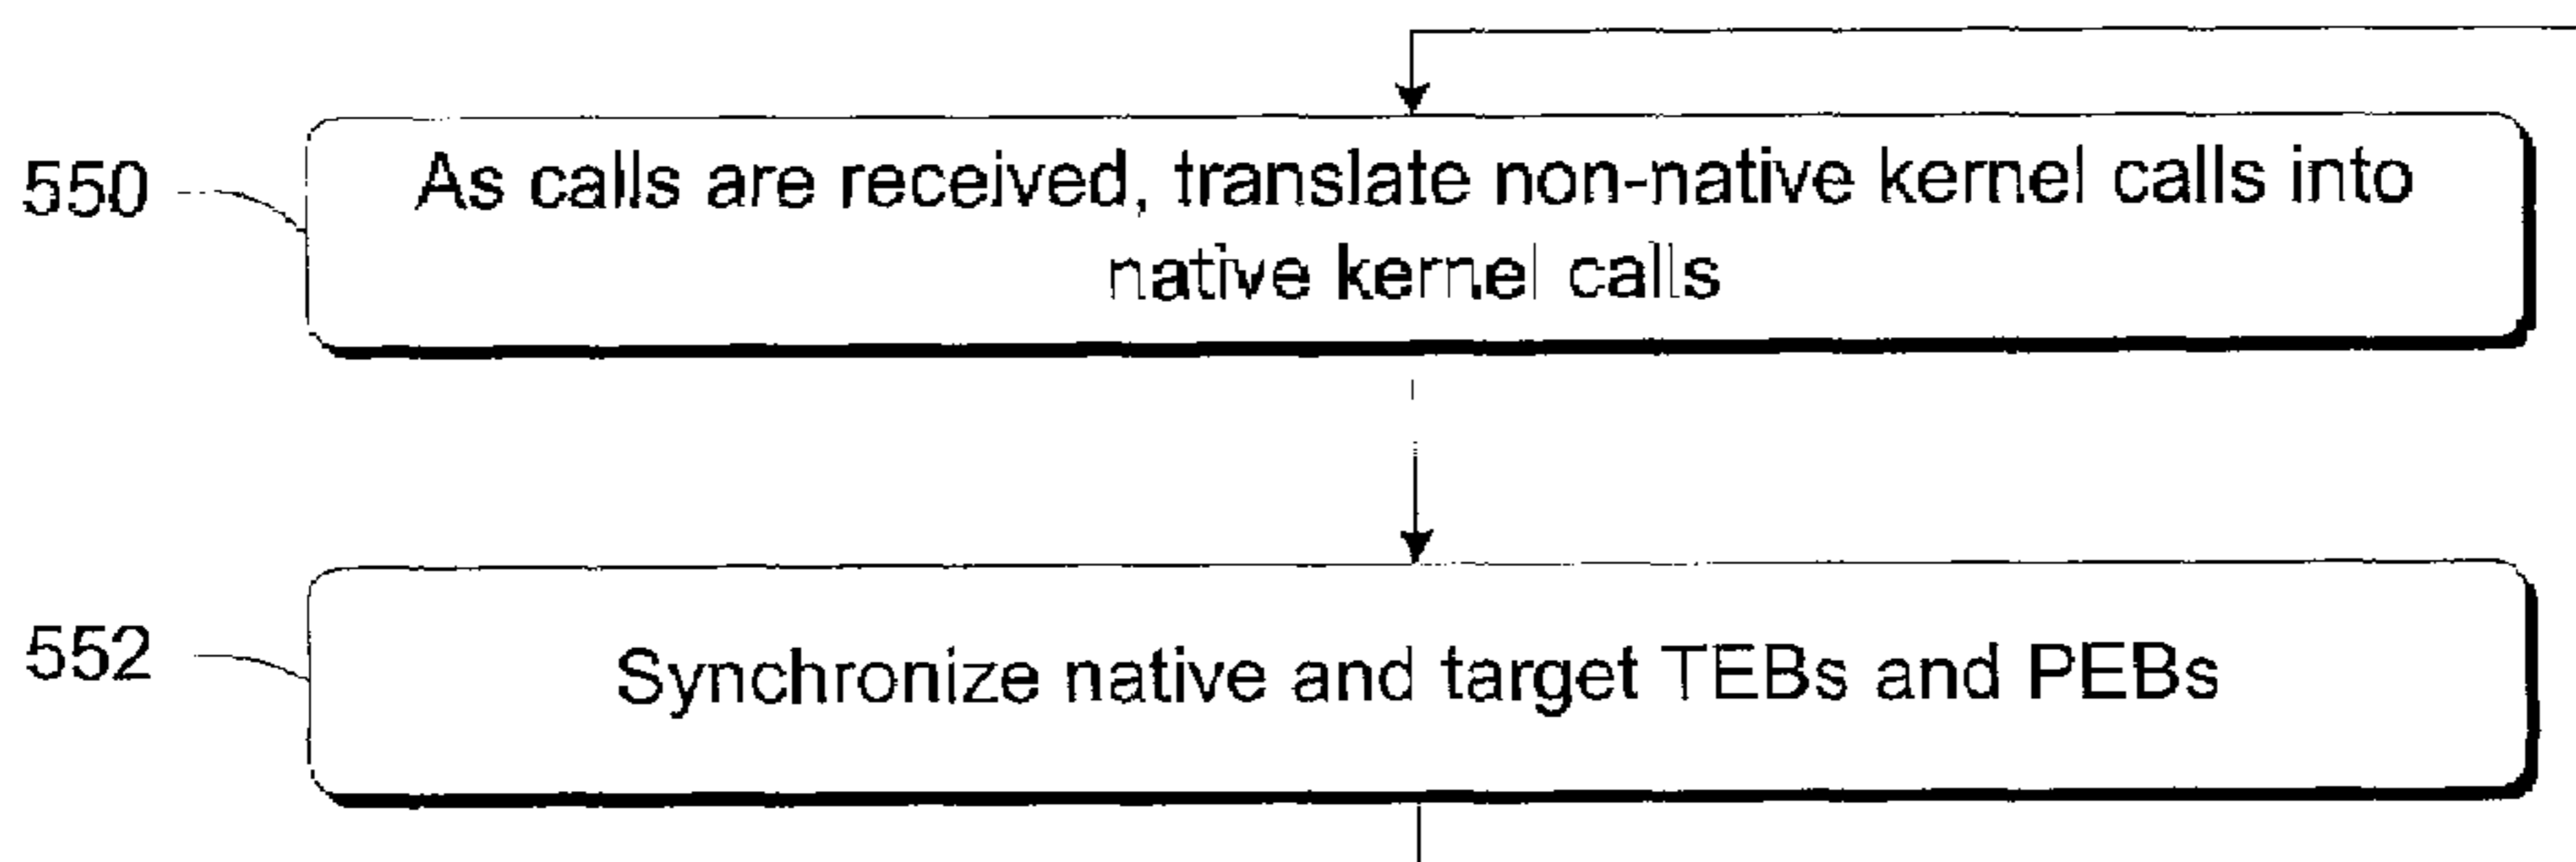 550
As calls are received, translate non-native kernel calls into
native kernel calls
552
Synchronize native and target TEBs and PEBs